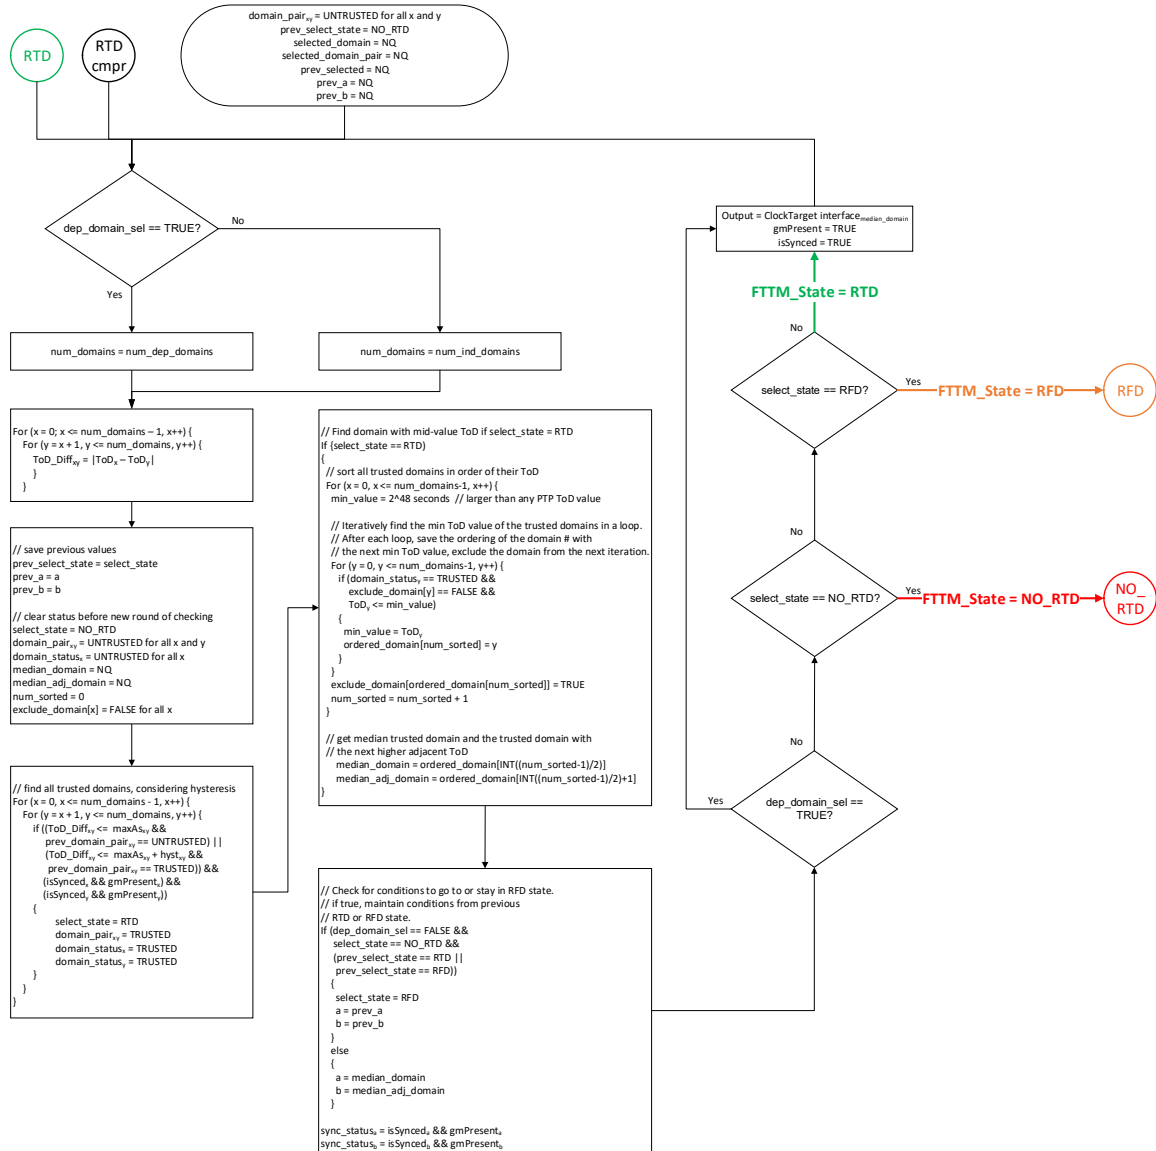 RTD
RTD
cmpr
domain_pairxy = UNTRUSTED for all x and y
prev_select_state = NO_RTD
selected_domain = NQ
selected_domain_pair = NQ
prev_selected = NQ
prev_a = NQ
prev_b = NQ
dep_domain_sel == TRUE?
No
Yes
num_domains = num_dep_domains
num_domains = num_ind_domains
For (x = 0; x <= num_domains – 1, x++) {
For (y = x + 1, y <= num_domains, y++) {
ToD_Diffxy = |ToDx – ToDy|
}
}
// save previous values
prev_select_state = select_state
prev_a = a
prev_b = b
// clear status before new round of checking
select_state = NO_RTD
domain_pairxy = UNTRUSTED for all x and y
domain_statusx = UNTRUSTED for all x
median_domain = NQ
median_adj_domain = NQ
num_sorted = 0
exclude_domain[x] = FALSE for all x
// find all trusted domains, considering hysteresis
For (x = 0, x <= num_domains - 1, x++) {
For (y = x + 1, y <= num_domains, y++) {
if ((ToD_Diffxy <= maxAsxy &&
prev_domain_pairxy == UNTRUSTED) ||
(ToD_Diffxy <= maxAsxy + hystxy &&
prev_domain_pairxy == TRUSTED)) &&
(isSyncedx && gmPresentx) &&
(isSyncedy && gmPresenty))
{
select_state = RTD
domain_pairxy = TRUSTED
domain_statusx = TRUSTED
domain_statusy = TRUSTED
}
}
}
// Find domain with mid-value ToD if select_state = RTD
If (select_state == RTD)
{
// sort all trusted domains in order of their ToD
For (x = 0, x <= num_domains-1, x++) {
min_value = 2^48 seconds // larger than any PTP ToD value
// Iteratively find the min ToD value of the trusted domains in a loop.
// After each loop, save the ordering of the domain # with
// the next min ToD value, exclude the domain from the next iteration.
For (y = 0, y <= num_domains-1, y++) {
if (domain_statusy == TRUSTED &&
exclude_domain[y] == FALSE &&
ToDy <= min_value)
{
min_value = ToDy
ordered_domain[num_sorted] = y
}
}
exclude_domain[ordered_domain[num_sorted]] = TRUE
num_sorted = num_sorted + 1
}
// get median trusted domain and the trusted domain with
// the next higher adjacent ToD
median_domain = ordered_domain[INT((num_sorted-1)/2)]
median_adj_domain = ordered_domain[INT((num_sorted-1)/2)+1]
}
// Check for conditions to go to or stay in RFD state.
// if true, maintain conditions from previous
// RTD or RFD state.
If (dep_domain_sel == FALSE &&
select_state == NO_RTD &&
(prev_select_state == RTD ||
prev_select_state == RFD))
{
select_state = RFD
a = prev_a
b = prev_b
}
else
{
a = median_domain
b = median_adj_domain
}
sync_statusa = isSynceda && gmPresenta
sync_statusb = isSyncedb && gmPresentb
Output = ClockTarget interfacemedian_domain
gmPresent = TRUE
isSynced = TRUE
FTTM_State = RTD
No
select_state == RFD?
Yes
FTTM_State = RFD
RFD
No
select_state == NO_RTD?
Yes
FTTM_State = NO_RTD
NO_
RTD
No
dep_domain_sel ==
TRUE?
Yes